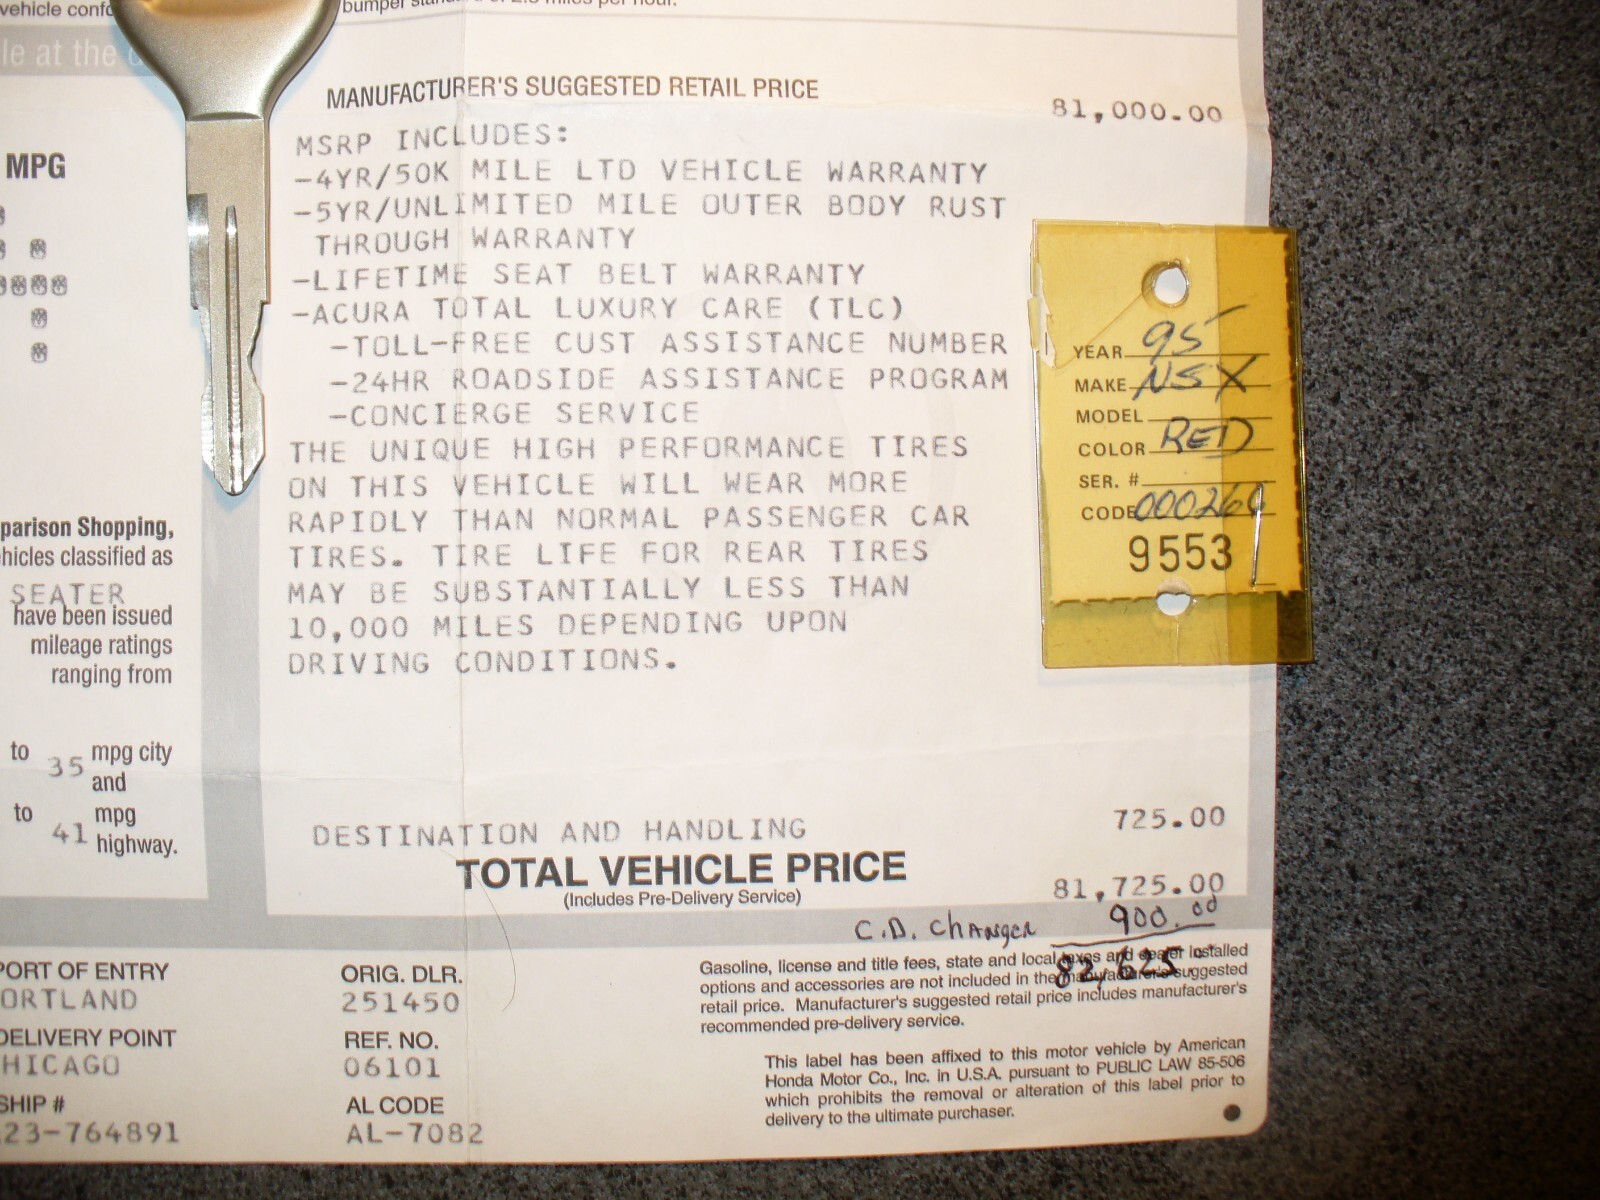 vehicle
bumper
le at the
MPG
MANUFACTURER'S SUGGESTED RETAIL PRICE 81,000.00
MSRP INCLUDES:
-4YR/50K MILE LTD VEHICLE WARRANTY
-5YR/UNLIMITED MILE OUTER BODY RUST
THROUGH WARRANTY
-LIFETIME SEAT BELT WARRANTY
-ACURA TOTAL LUXURY CARE (TLC)
-TOLL-FREE CUST ASSISTANCE NUMBER
-24HR ROADSIDE ASSISTANCE PROGRAM
-CONCIERGE SERVICE
THE UNIQUE HIGH PERFORMANCE TIRES
ON THIS VEHICLE WILL WEAR MORE
RAPIDLY THAN NORMAL PASSENGER CAR
TIRES. TIRE LIFE FOR REAR TIRES
MAY BE SUBSTANTIALLY LESS THAN
10,000 MILES DEPENDING UPON
DRIVING CONDITIONS.
DESTINATION AND HANDLING 725.00
TOTAL VEHICLE PRICE 81,725.00
(Includes Pre-Delivery Service)
C.D. Changer 900.00
82,625.00
parison Shopping,
hicles classified as
SEATER
have been issued
mileage ratings
ranging from
to 35 mpg city
and
to 41 mpg
highway.
YEAR 95
MAKE NSX
MODEL
COLOR RED
SER. #
CODE
9553
PORT OF ENTRY
ORTLAND
DELIVERY POINT
HICAGO
SHIP #
23-764891
ORIG. DLR.
251450
REF. NO.
06101
AL CODE
AL-7082
Gasoline, license and title fees, state and local taxes and dealer installed
options and accessories are not included in the manufacturer's suggested
retail price. Manufacturer's suggested retail price includes manufacturer's
recommended pre-delivery service.
This label has been affixed to this motor vehicle by American
Honda Motor Co., Inc. in U.S.A. pursuant to PUBLIC LAW 85-506
which prohibits the removal or alteration of this label prior to
delivery to the ultimate purchaser.